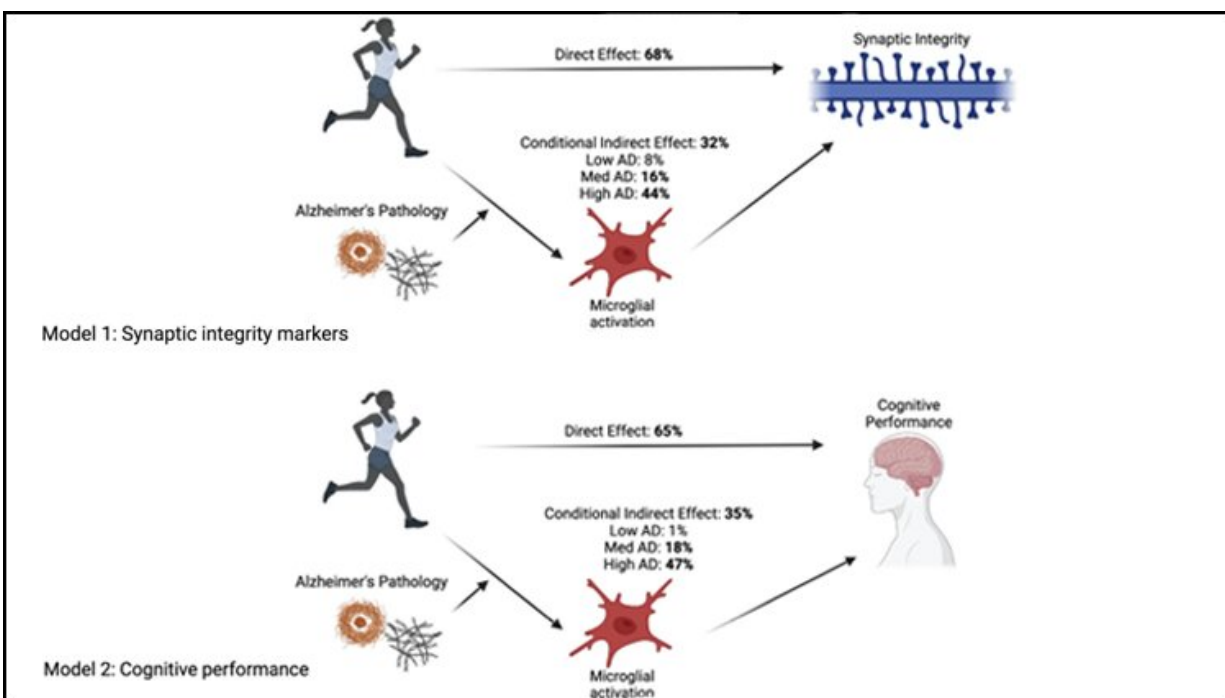 Synaptic Integrity
Direct Effect: 68%
Conditional Indirect Effect: 32%
Low AD: 8%
Med AD: 16%
High AD: 44%
Alzheimer's Pathology
Microglial
activation
Model 1: Synaptic integrity markers
Cognitive
Performance
Direct Effect: 65%
Conditional Indirect Effect: 35%
Low AD: 1%
Med AD: 18%
High AD: 47%
Alzheimer's Pathology
Microglial
activation
Model 2: Cognitive performance